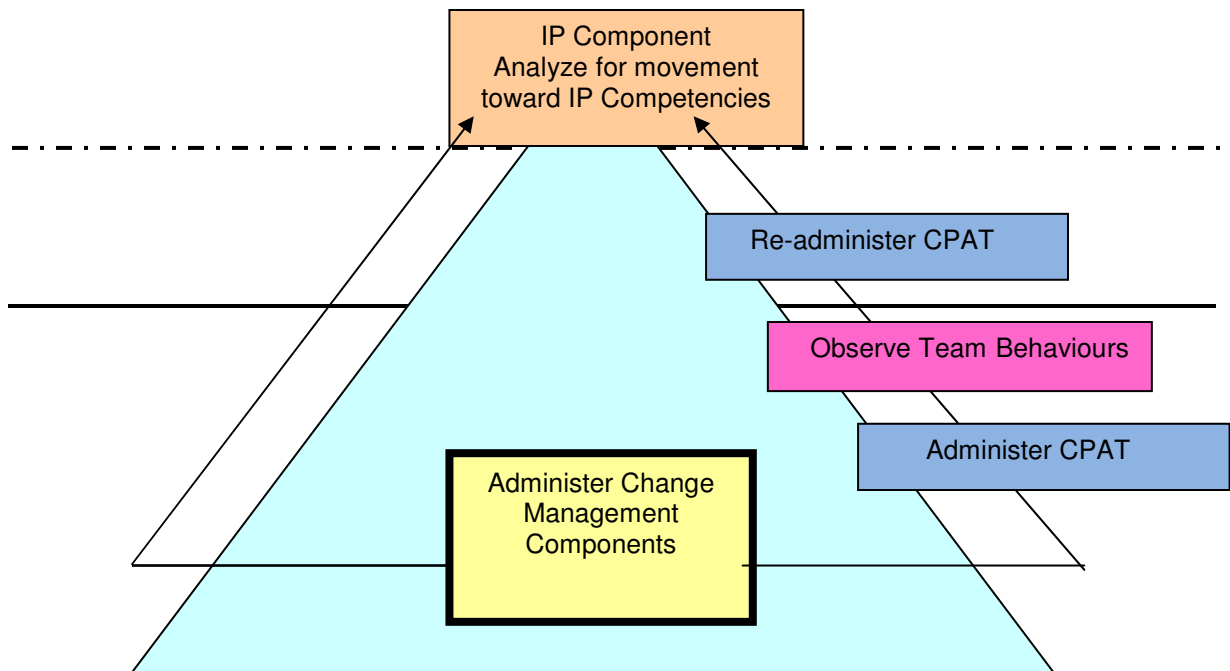 IP Component
Analyze for movement
toward IP Competencies
Re-administer CPAT
Observe Team Behaviours
Administer CPAT
Administer Change
Management
Components